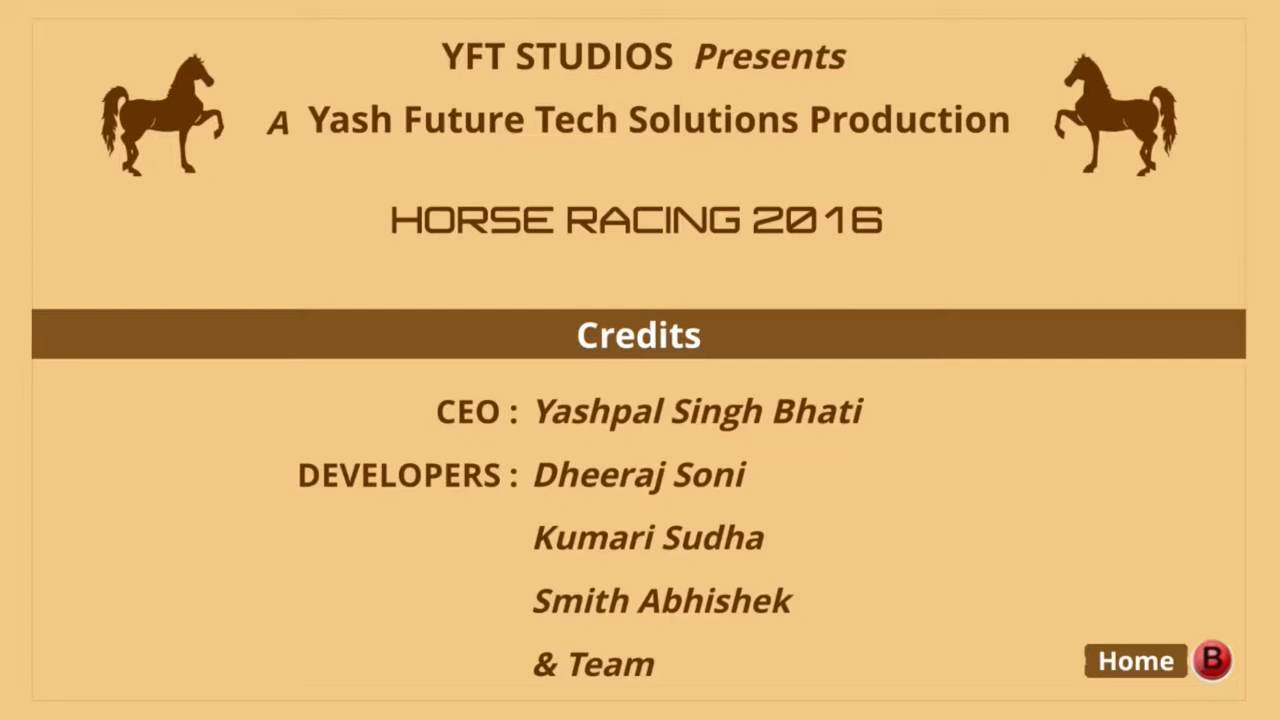 YFT STUDIOS Presents
A Yash Future Tech Solutions Production
HORSE RACING 2016
Credits
CEO : Yashpal Singh Bhati
DEVELOPERS : Dheeraj Soni
Kumari Sudha
Smith Abhishek
& Team
Home B